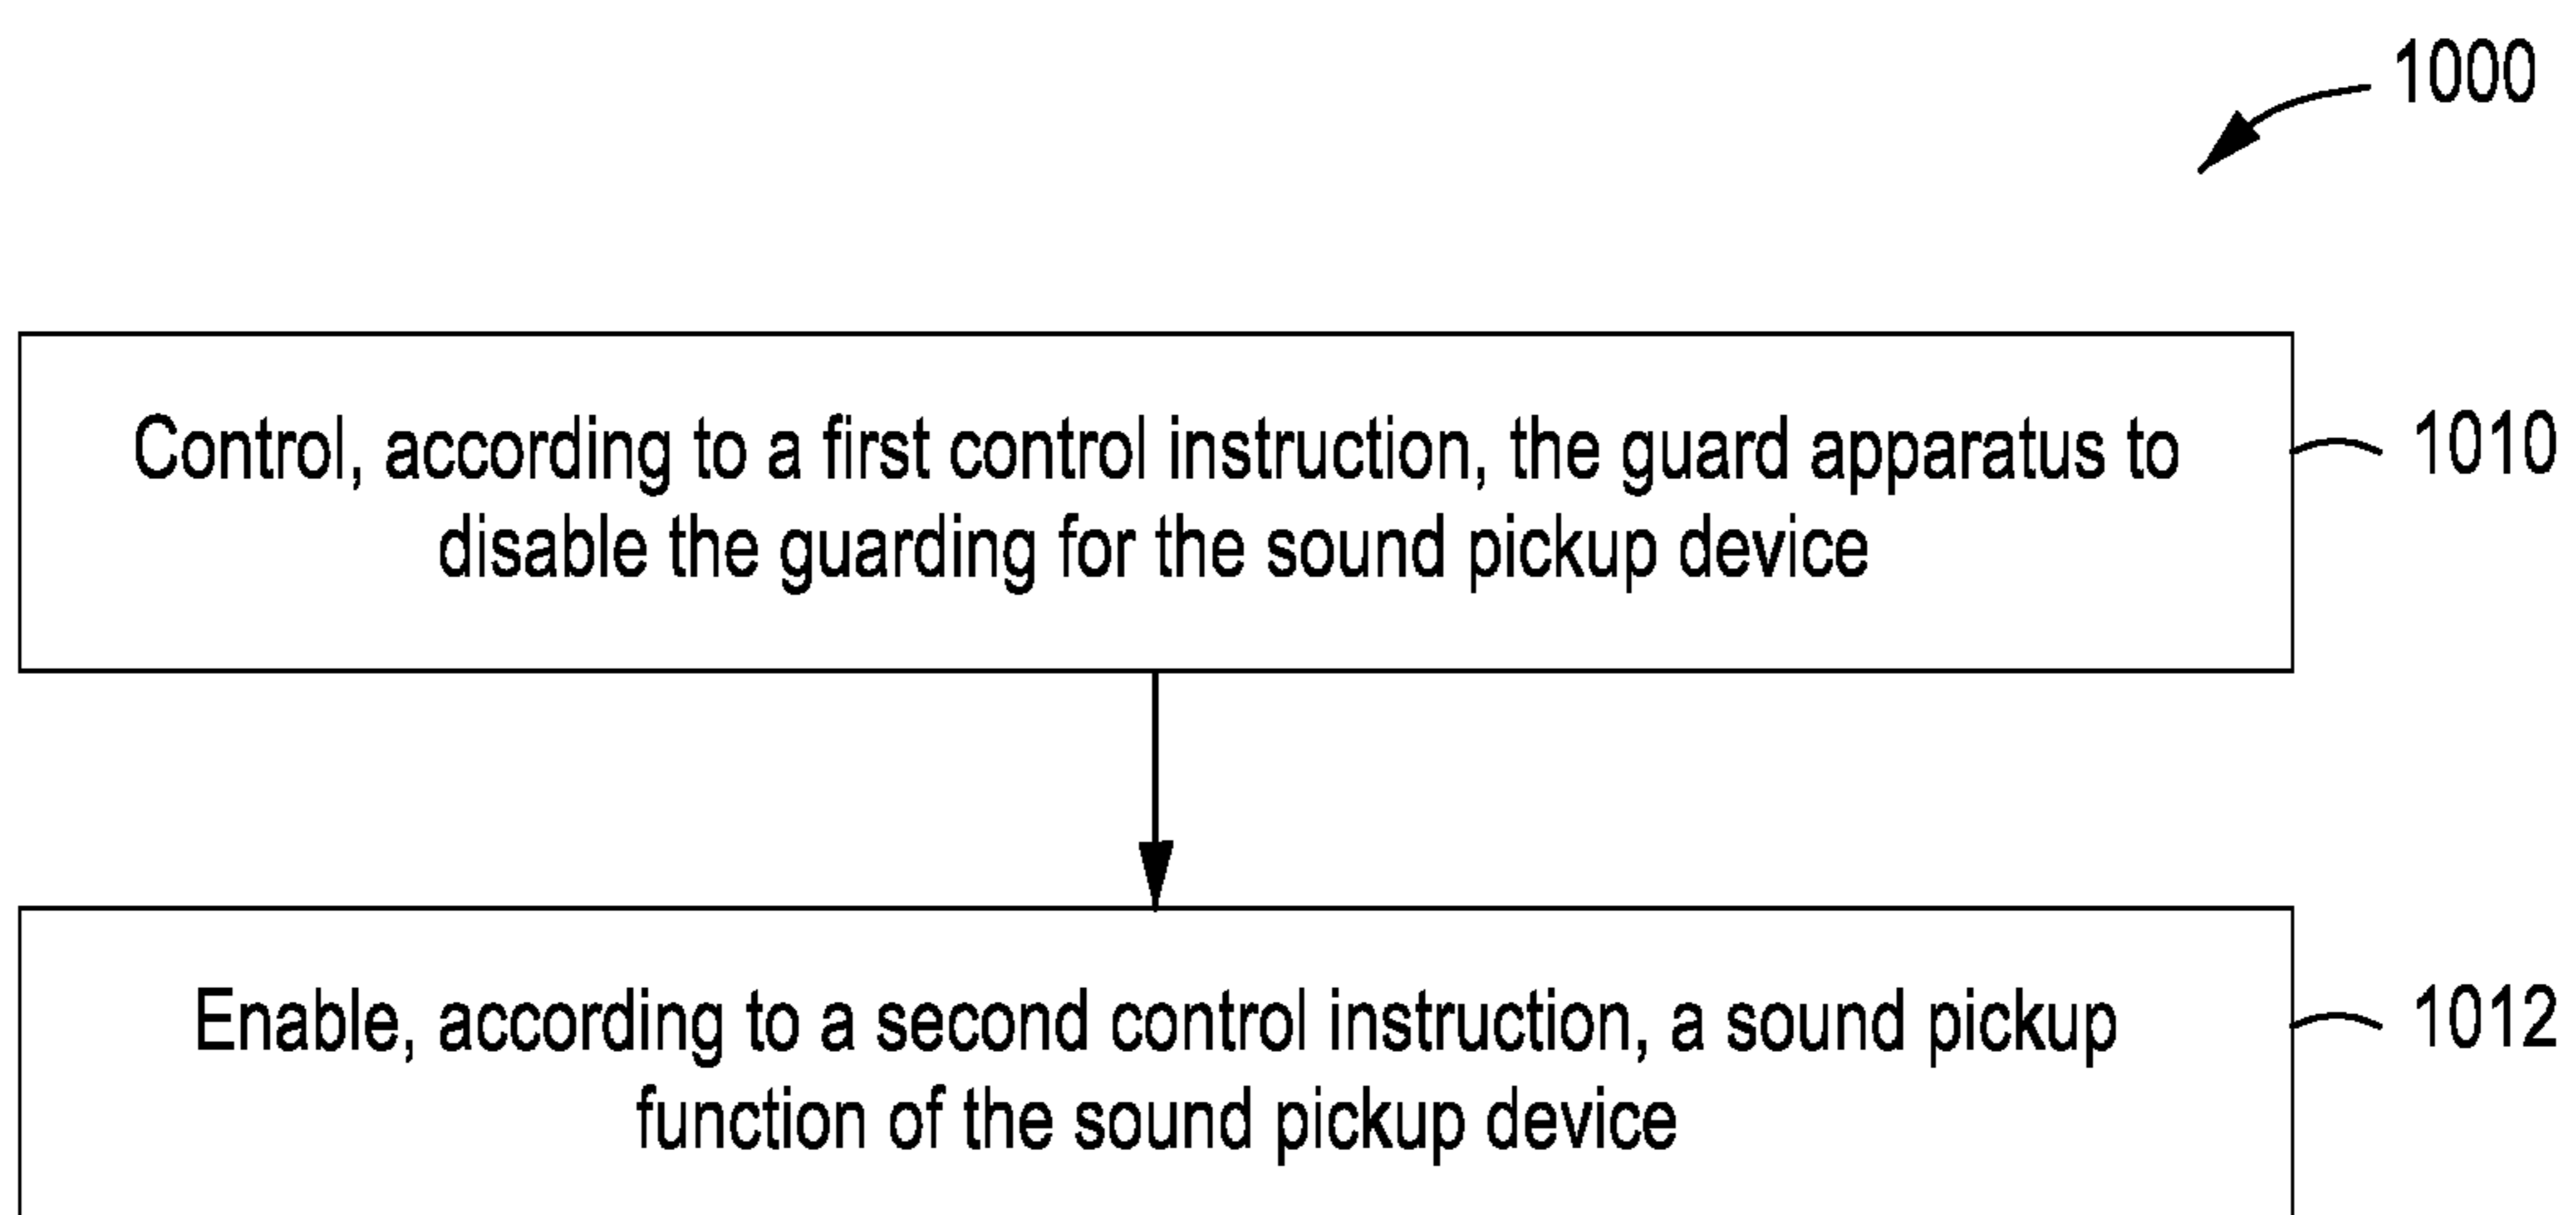 1000
Control, according to a first control instruction, the guard apparatus to
disable the guarding for the sound pickup device
1010
Enable, according to a second control instruction, a sound pickup
function of the sound pickup device
1012